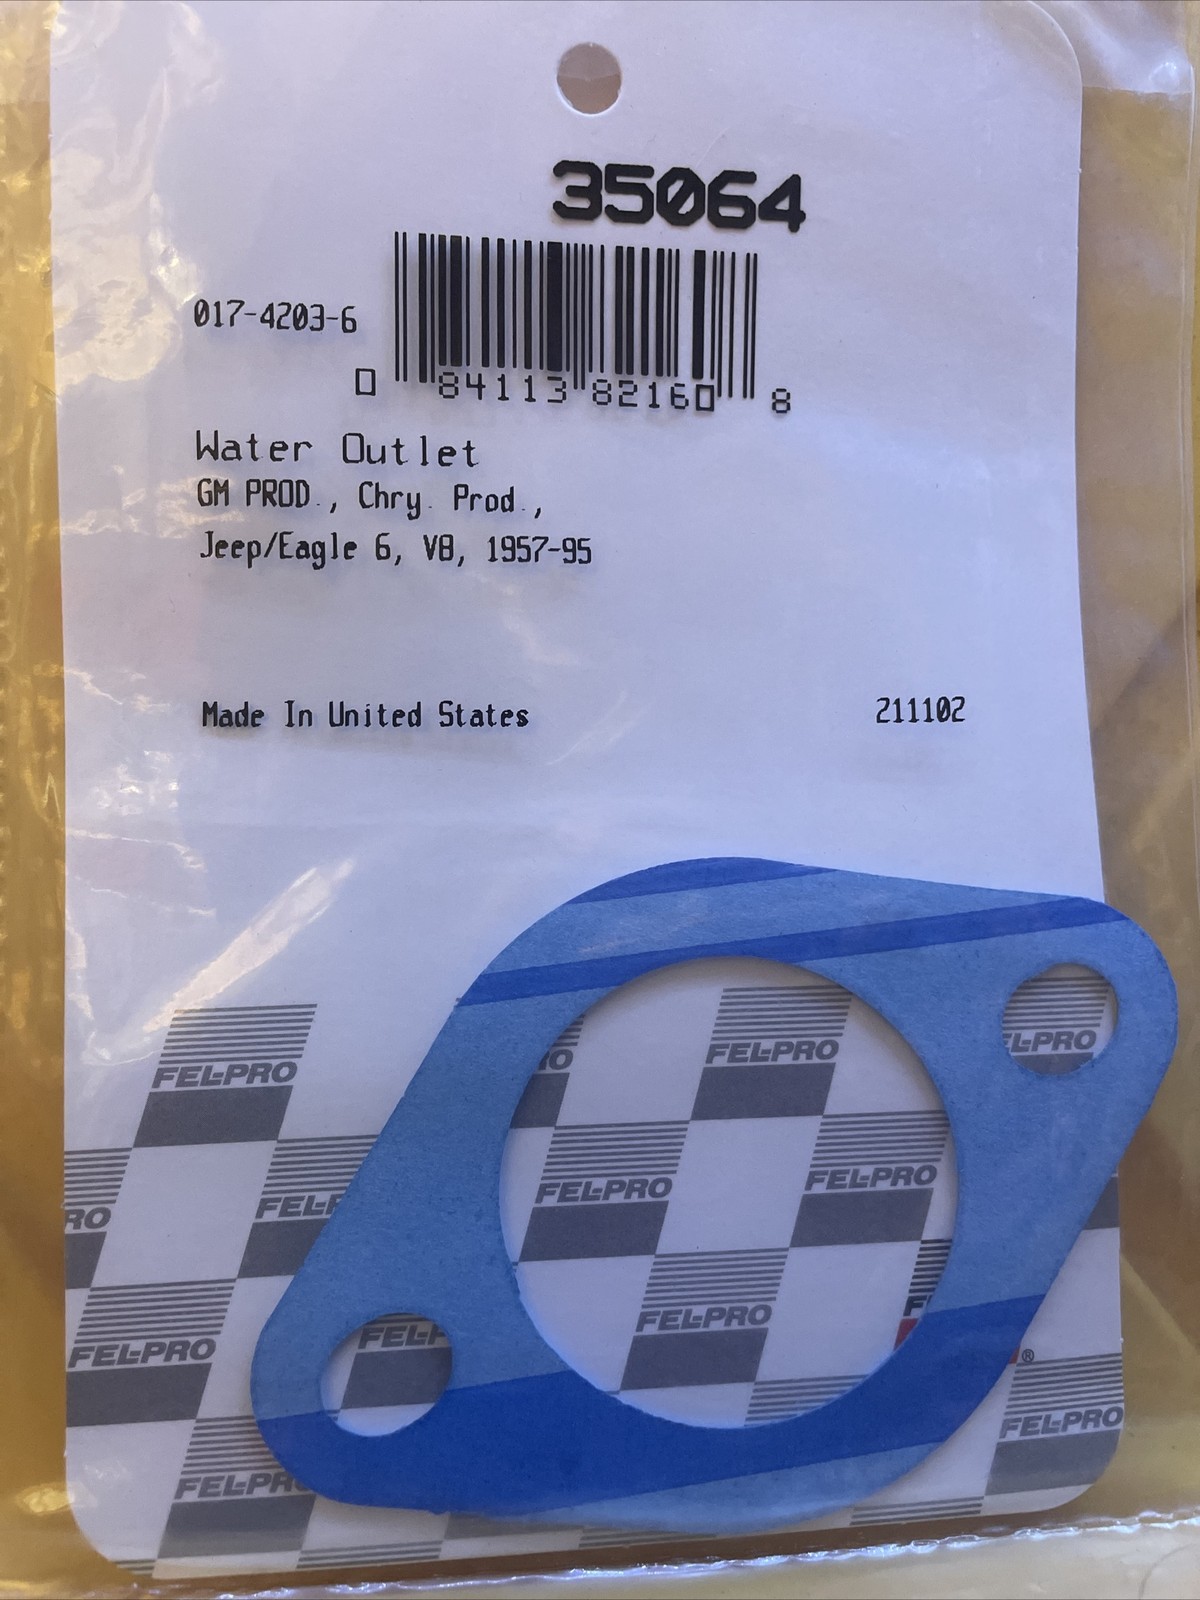 35064
017-4203-6
0 84113 82160 8
Water Outlet
GM PROD., Chry. Prod.,
Jeep/Eagle 6, V8, 1957-95
Made In United States 211102
FEL-PRO
FEL-PRO
FEL-PRO
FEL-PRO
FEL-PRO
FEL-PRO
FEL-PRO
FEL-PRO
®